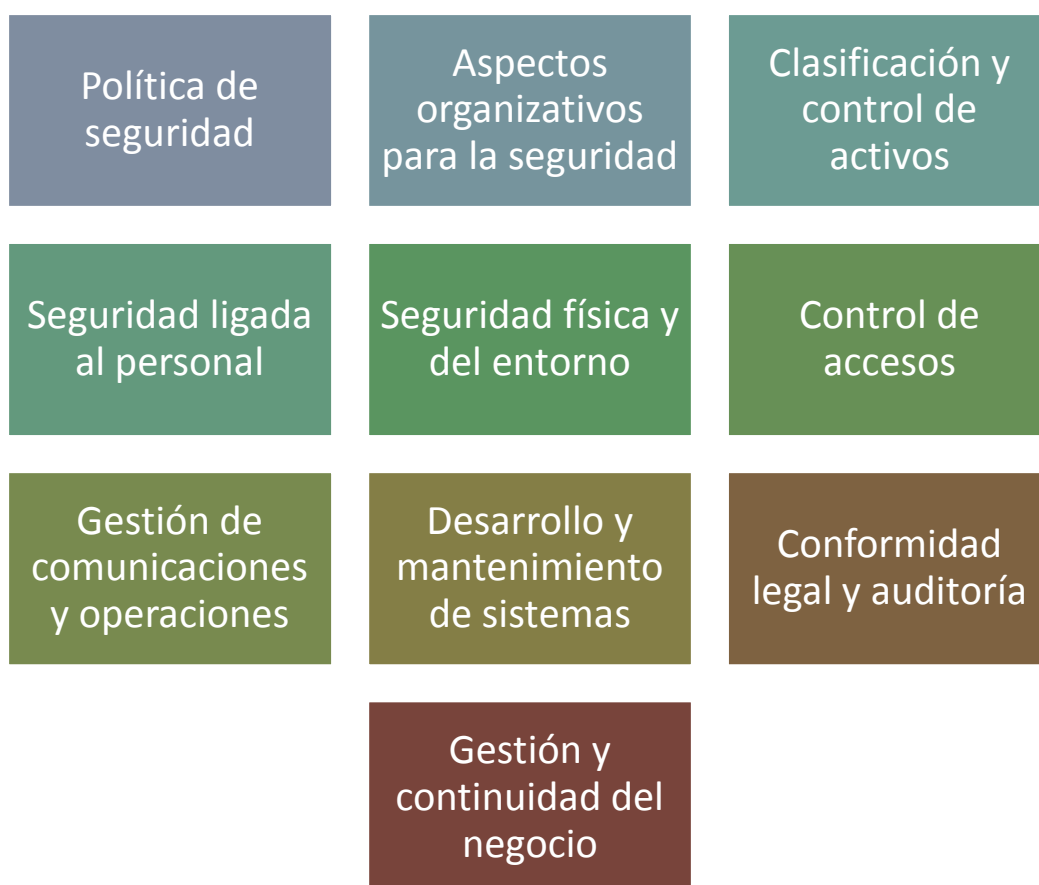 Política de
seguridad
Aspectos
organizativos
para la seguridad
Clasificación y
control de
activos
Seguridad ligada
al personal
Seguridad física y
del entorno
Control de
accesos
Gestión de
comunicaciones
y operaciones
Desarrollo y
mantenimiento
de sistemas
Conformidad
legal y auditoría
Gestión y
continuidad del
negocio